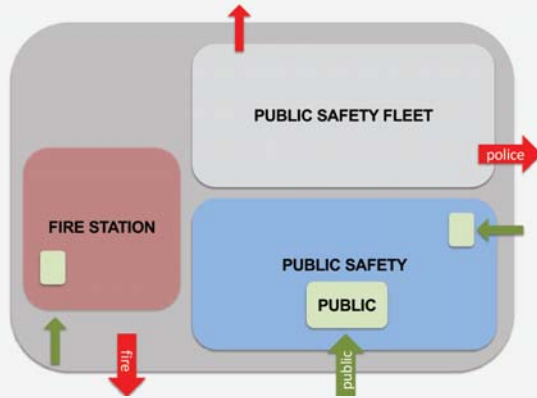 PUBLIC SAFETY FLEET
police
FIRE STATION
PUBLIC SAFETY
PUBLIC
fire
public